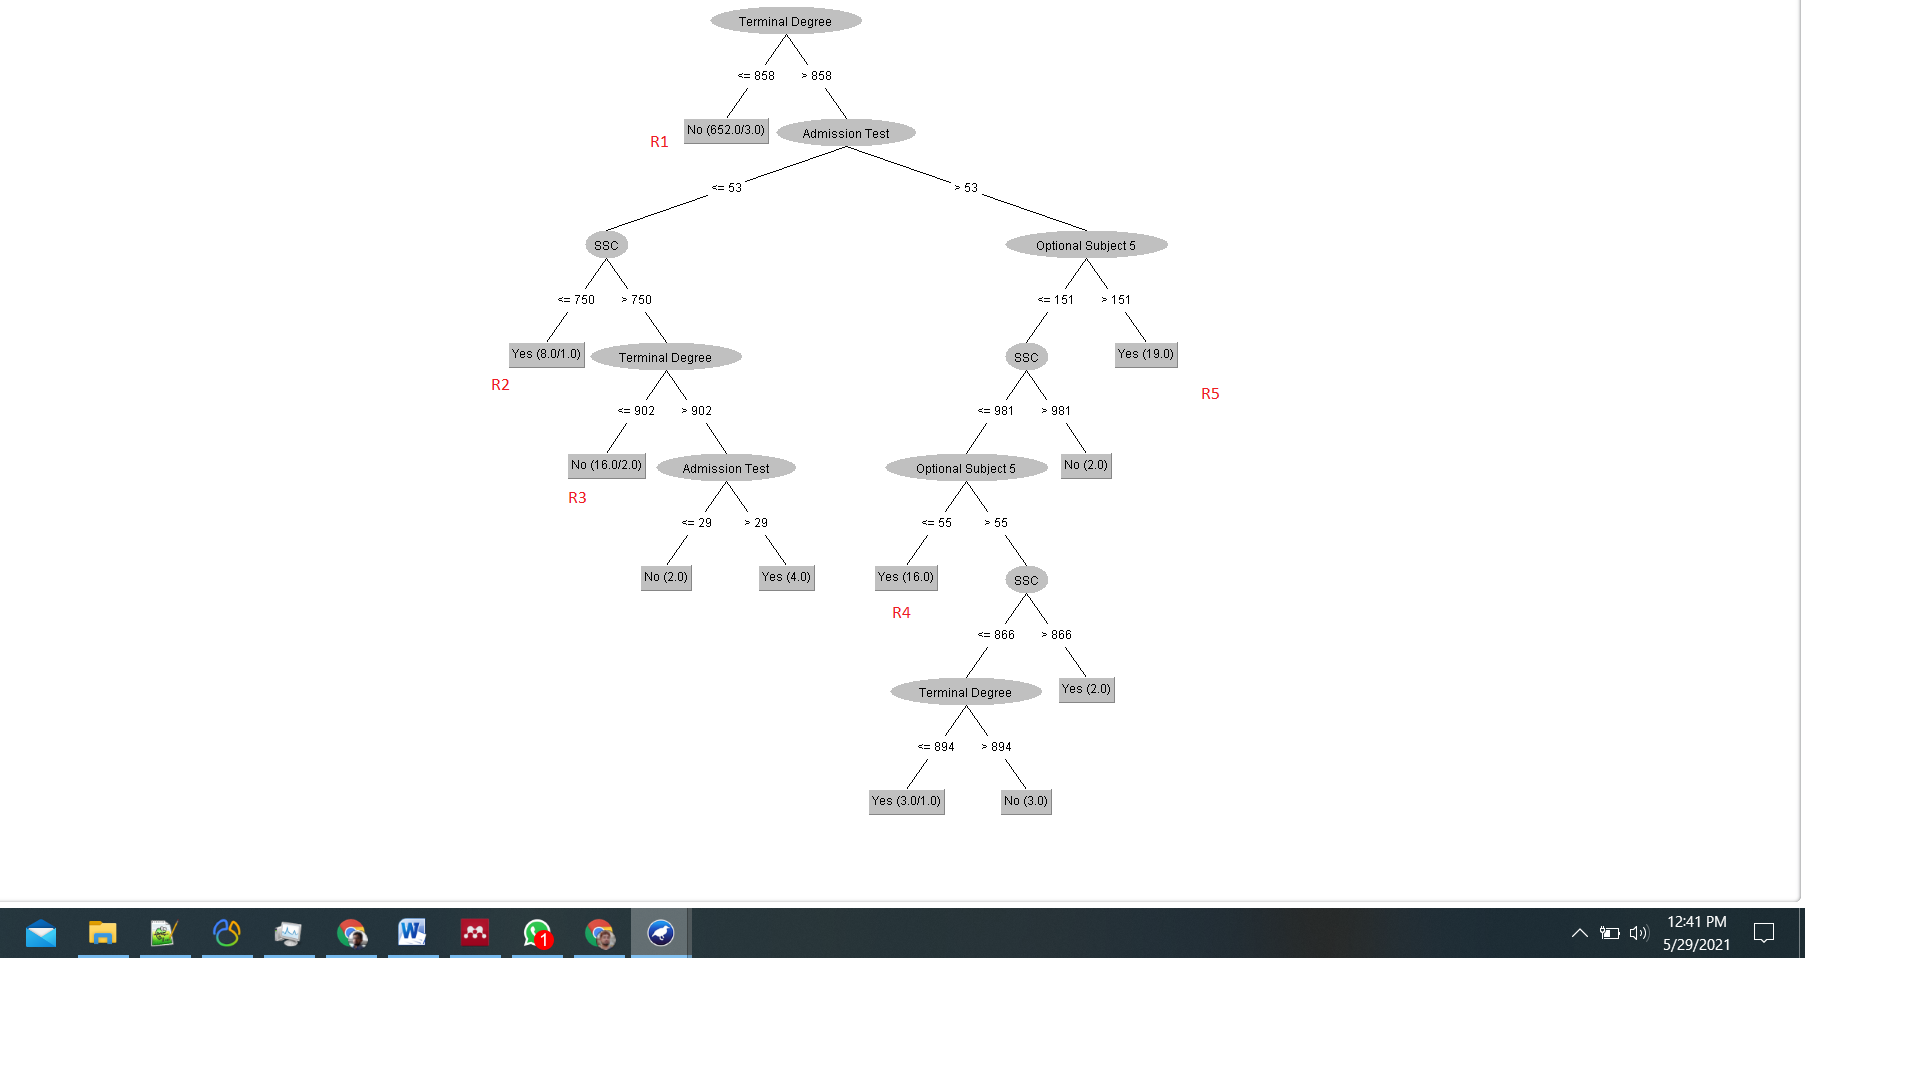 Terminal Degree
<= 858
> 858
No (652.0/3.0)
Admission Test
R1
<= 53
> 53
SSC
Optional Subject 5
<= 750
> 750
<= 151
> 151
Yes (8.0/1.0)
Terminal Degree
SSC
Yes (19.0)
R2
R5
<= 902
> 902
<= 981
> 981
No (16.0/2.0)
Admission Test
Optional Subject 5
No (2.0)
R3
<= 29
> 29
<= 55
> 55
No (2.0)
Yes (4.0)
Yes (16.0)
SSC
R4
<= 866
> 866
Terminal Degree
Yes (2.0)
<= 894
> 894
Yes (3.0/1.0)
No (3.0)
W
1
12:41 PM
5/29/2021